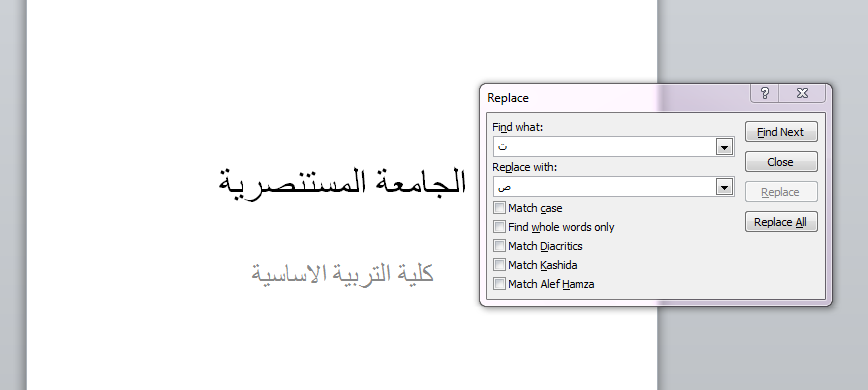 الجامعة المستنصرية
كلية التربية الاساسية
Replace
Find what:
ت
Find Next
Replace with:
ص
Close
Replace
Replace All
Match case
Find whole words only
Match Diacritics
Match Kashida
Match Alef Hamza